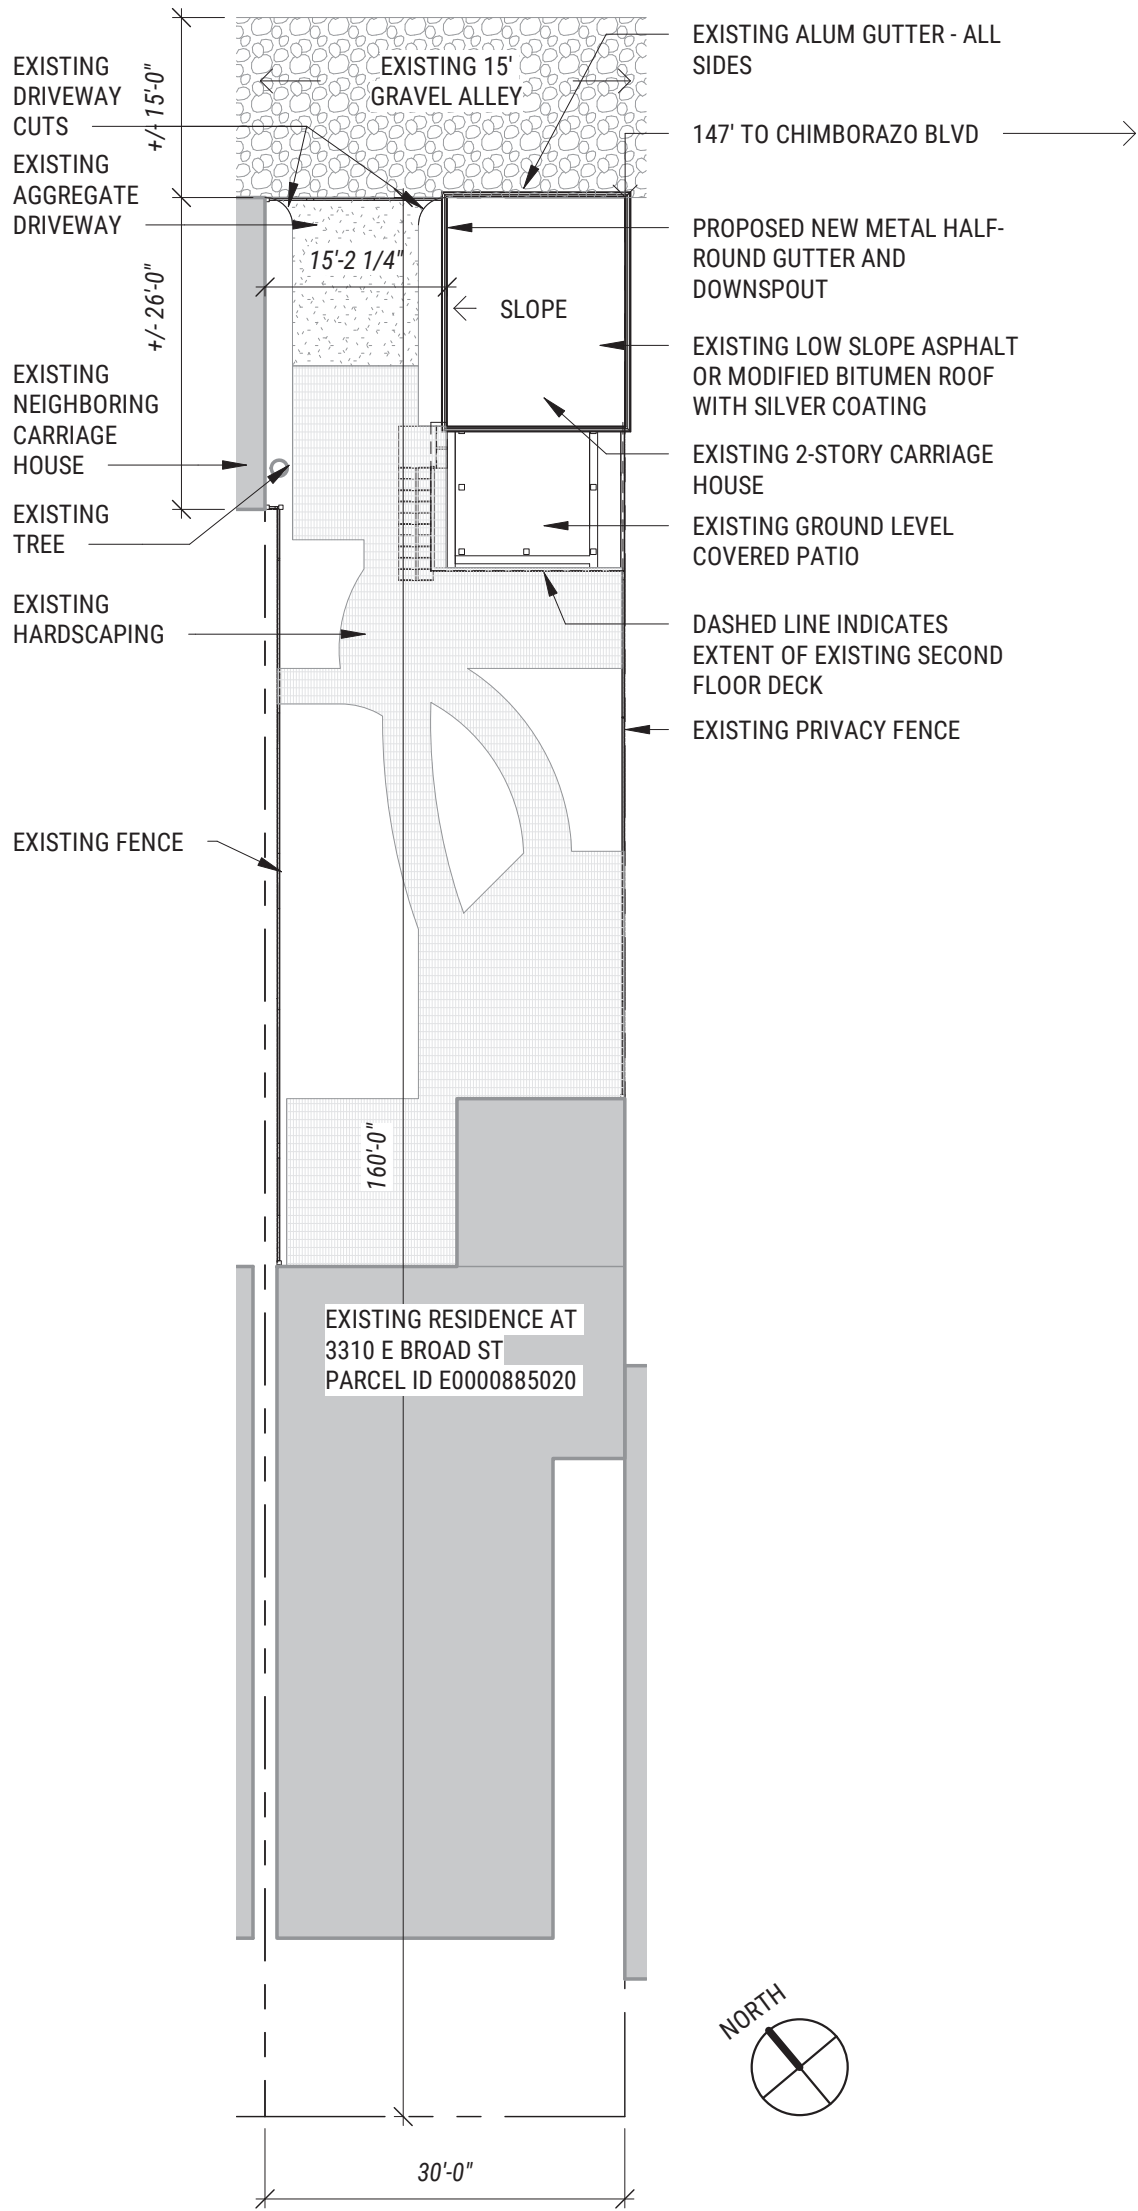 EXISTING
DRIVEWAY
CUTS
EXISTING
AGGREGATE
DRIVEWAY
EXISTING
NEIGHBORING
CARRIAGE
HOUSE
EXISTING
TREE
EXISTING
HARDSCAPING
EXISTING FENCE
+/- 15'-0"
+/- 26'-0"
EXISTING 15'
GRAVEL ALLEY
15'-2 1/4"
SLOPE
EXISTING ALUM GUTTER - ALL
SIDES
147' TO CHIMBORAZO BLVD
PROPOSED NEW METAL HALF-
ROUND GUTTER AND
DOWNSPOUT
EXISTING LOW SLOPE ASPHALT
OR MODIFIED BITUMEN ROOF
WITH SILVER COATING
EXISTING 2-STORY CARRIAGE
HOUSE
EXISTING GROUND LEVEL
COVERED PATIO
DASHED LINE INDICATES
EXTENT OF EXISTING SECOND
FLOOR DECK
EXISTING PRIVACY FENCE
160'-0"
EXISTING RESIDENCE AT
3310 E BROAD ST
PARCEL ID E0000885020
NORTH
30'-0"